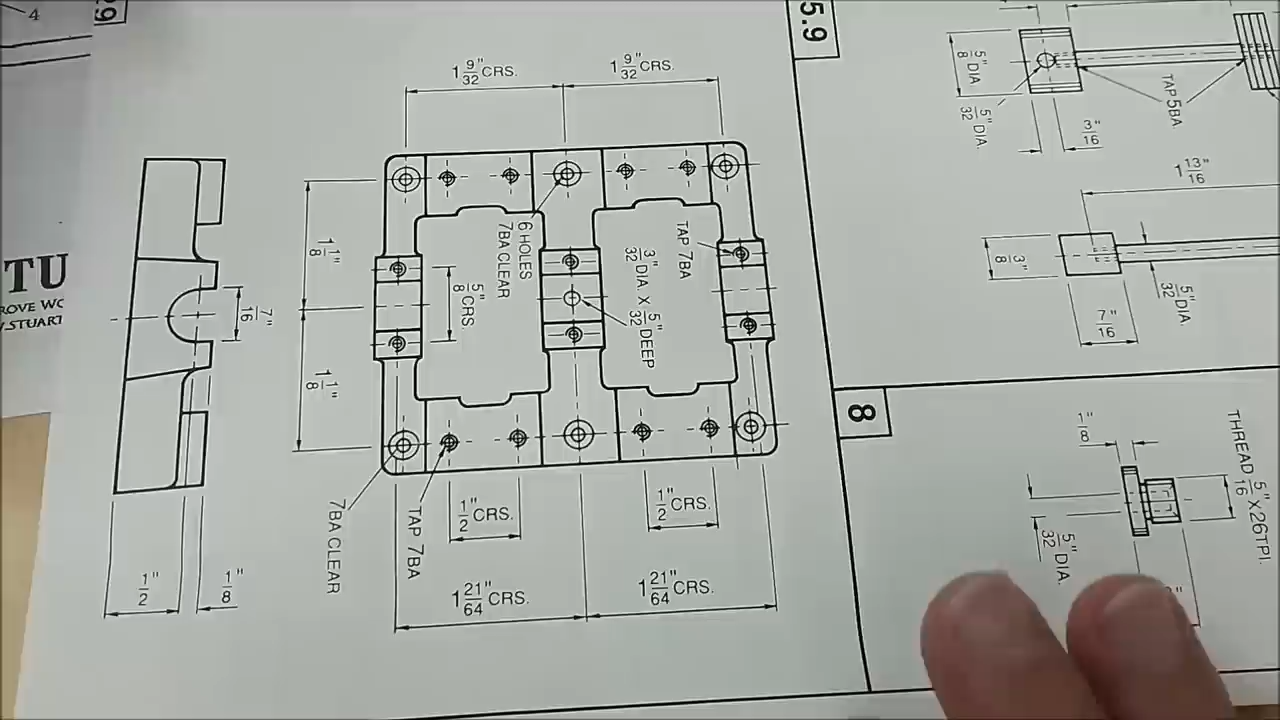 4
5.9
1 9/32" CRS.
1 9/32" CRS.
5/8" DIA
5/32" DIA.
TAP 5BA.
3/16
1 13/16"
3/8"
7/16"
5/32" DIA.
TU
ROVE WO
.STUART
7/16"
1 1/8"
1 1/8"
5/8" CRS
6 HOLES
7BA CLEAR
TAP 7BA
3/32" DIA X 5/32" DEEP
8
1/8"
THREAD 5/16" X26TPI.
5/32" DIA.
7BA CLEAR
TAP 7BA
1/2" CRS.
1/2" CRS.
1 21/64" CRS.
1 21/64" CRS.
1/2"
1/8"